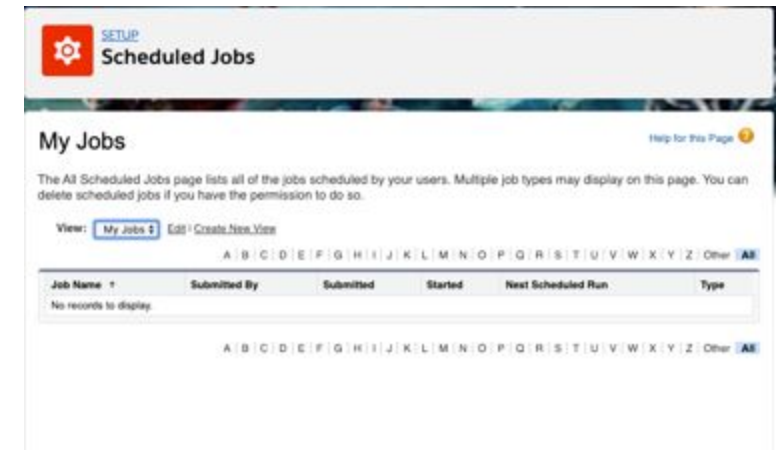 SETUP
Scheduled Jobs
My Jobs
Help for this Page ?
The All Scheduled Jobs page lists all of the jobs scheduled by your users. Multiple job types may display on this page. You can
delete scheduled jobs if you have the permission to do so.
View: My Jobs Edit | Create New View
A | B | C | D | E | F | G | H | I | J | K | L | M | N | O | P | Q | R | S | T | U | V | W | X | Y | Z | Other All
Job Name ↑ Submitted By Submitted Started Next Scheduled Run Type
No records to display.
A | B | C | D | E | F | G | H | I | J | K | L | M | N | O | P | Q | R | S | T | U | V | W | X | Y | Z | Other All